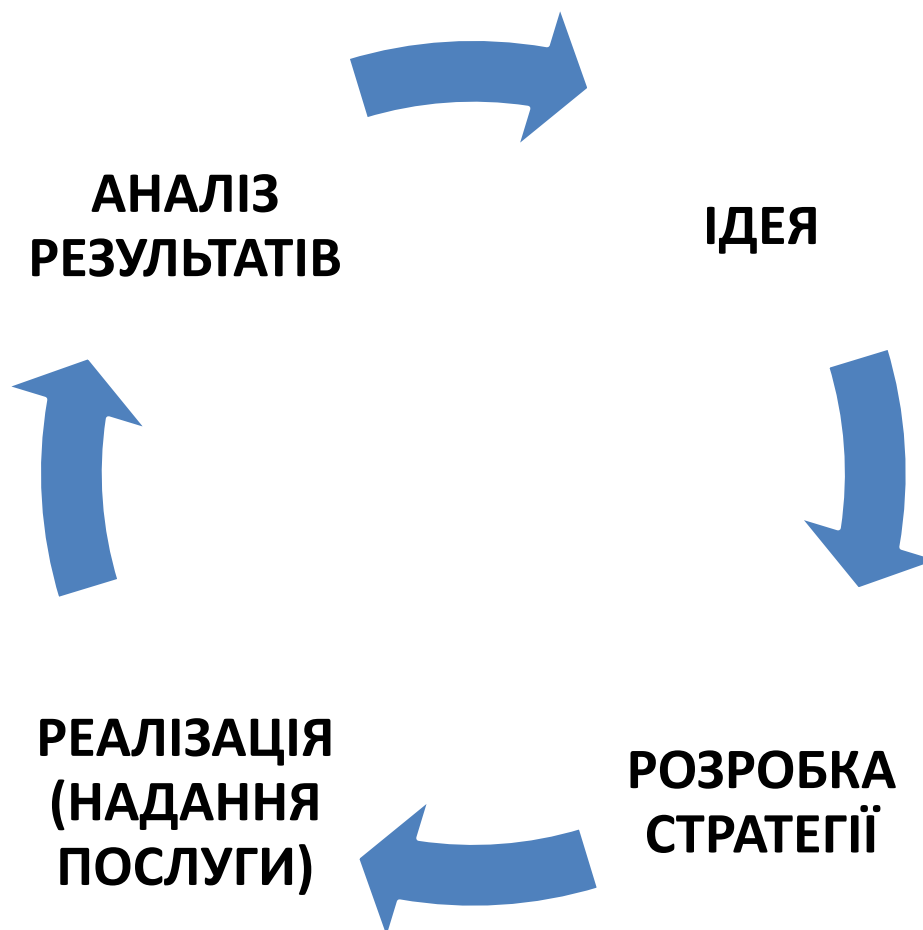 АНАЛІЗ
РЕЗУЛЬТАТІВ
ІДЕЯ
РОЗРОБКА
СТРАТЕГІЇ
РЕАЛІЗАЦІЯ
(НАДАННЯ
ПОСЛУГИ)